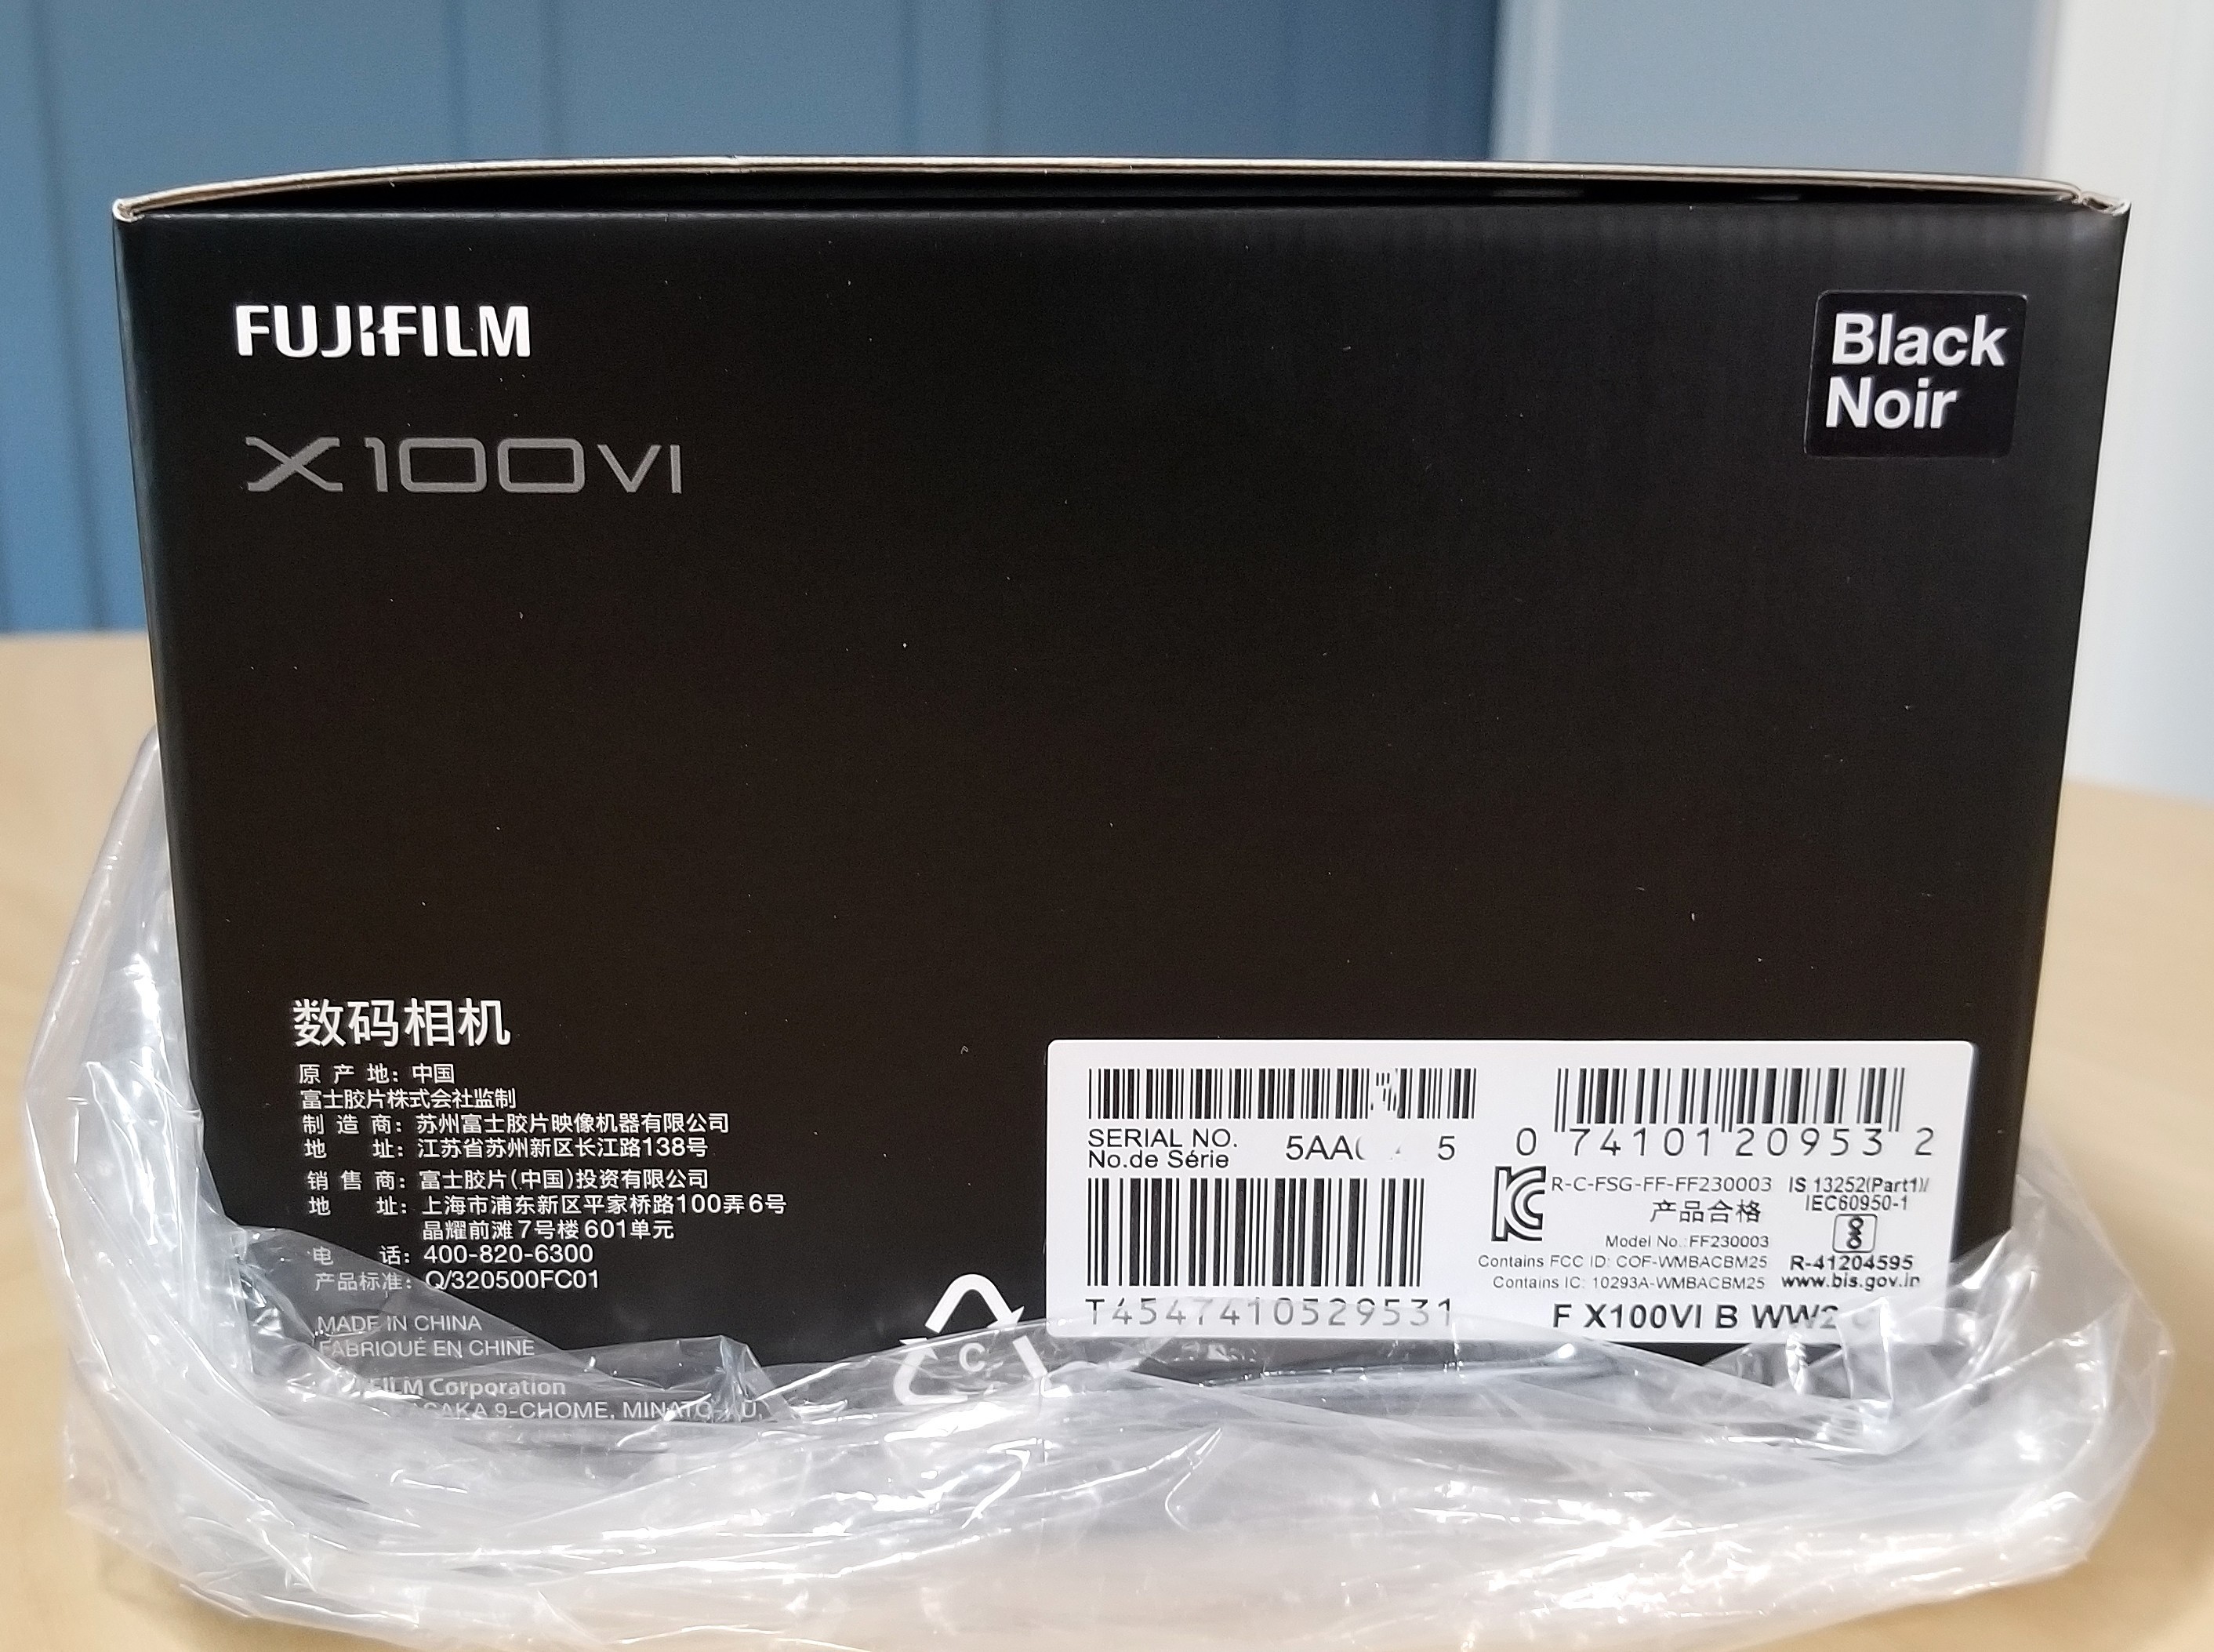 FUJIFILM
X100VI
Black
Noir
数码相机
原产地：中国
富士胶片株式会社监制
制造商：苏州富士胶片映像机器有限公司
地址：江苏省苏州新区长江路138号
销售商：富士胶片(中国)投资有限公司
地址：上海市浦东新区平家桥路100弄6号
晶耀前滩7号楼601单元
电话：400-820-6300
产品标准：Q/320500FC01
MADE IN CHINA
FABRIQUÉ EN CHINE
Corporation
9-CHOME,
C
SERIAL NO.
No.de Série
T4547410529531
0 74101 20953 2
R-C-FSG-FF-FF230003
产品合格
Model No.:FF230003
Contains FCC ID: COF-WMBACBM25
Contains IC: 10293A-WMBACBM25
IS 13252(Part1)/
IEC60950-1
R-41204595
www.bis.gov.in
F X100VI B WW2